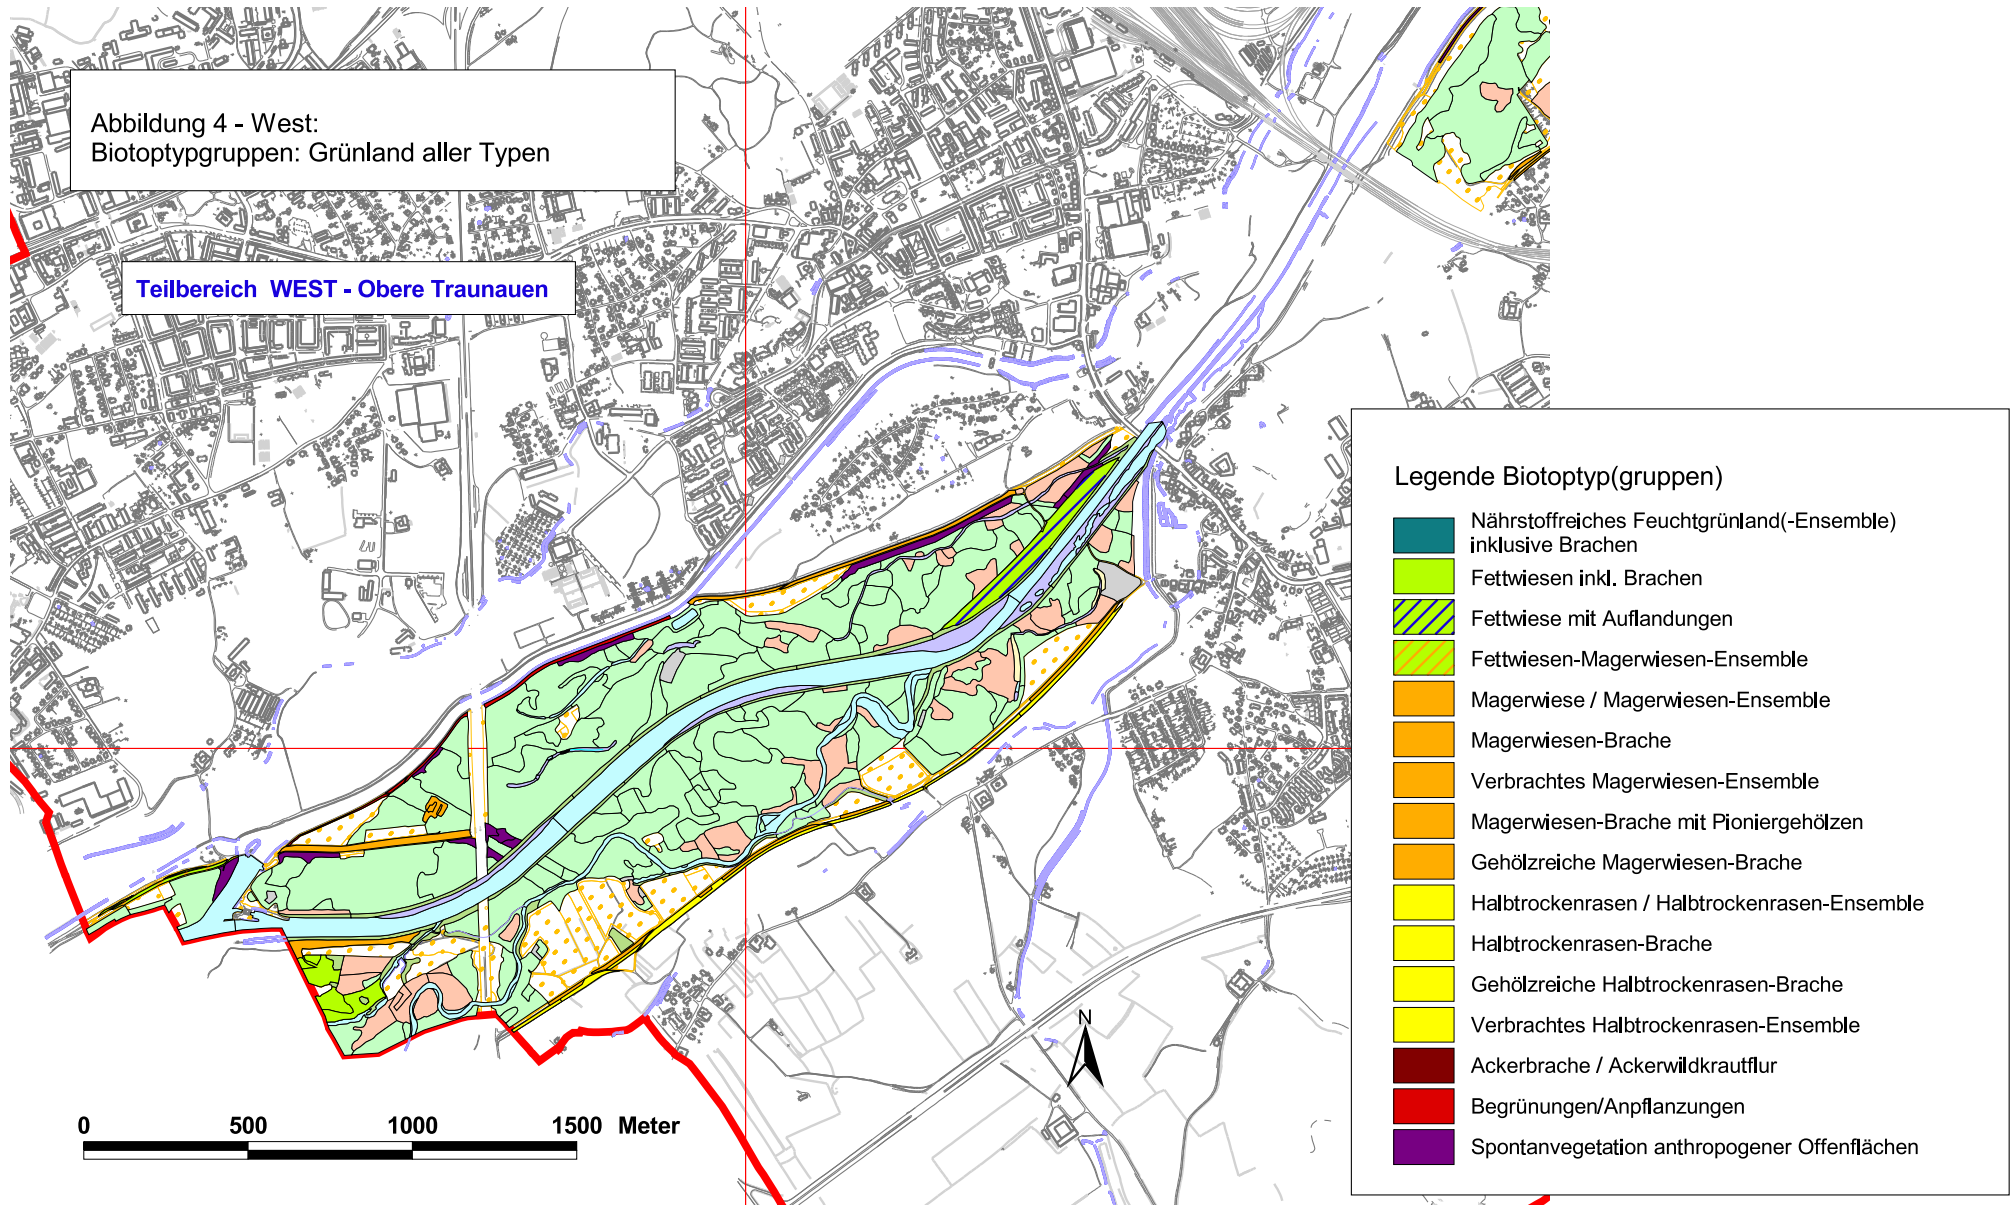 Abbildung 4 - West:
Biotoptypgruppen: Grünland aller Typen
Teilbereich WEST - Obere Traunauen
Legende Biotoptyp(gruppen)
Nährstoffreiches Feuchtgrünland(-Ensemble)
inklusive Brachen
Fettwiesen inkl. Brachen
Fettwiese mit Auflandungen
Fettwiesen-Magerwiesen-Ensemble
Magerwiese / Magerwiesen-Ensemble
Magerwiesen-Brache
Verbrachtes Magerwiesen-Ensemble
Magerwiesen-Brache mit Pioniergehölzen
Gehölzreiche Magerwiesen-Brache
Halbtrockenrasen / Halbtrockenrasen-Ensemble
Halbtrockenrasen-Brache
Gehölzreiche Halbtrockenrasen-Brache
Verbrachtes Halbtrockenrasen-Ensemble
Ackerbrache / Ackerwildkrautflur
Begrünungen/Anpflanzungen
Spontanvegetation anthropogener Offenflächen
N
0 500 1000 1500 Meter